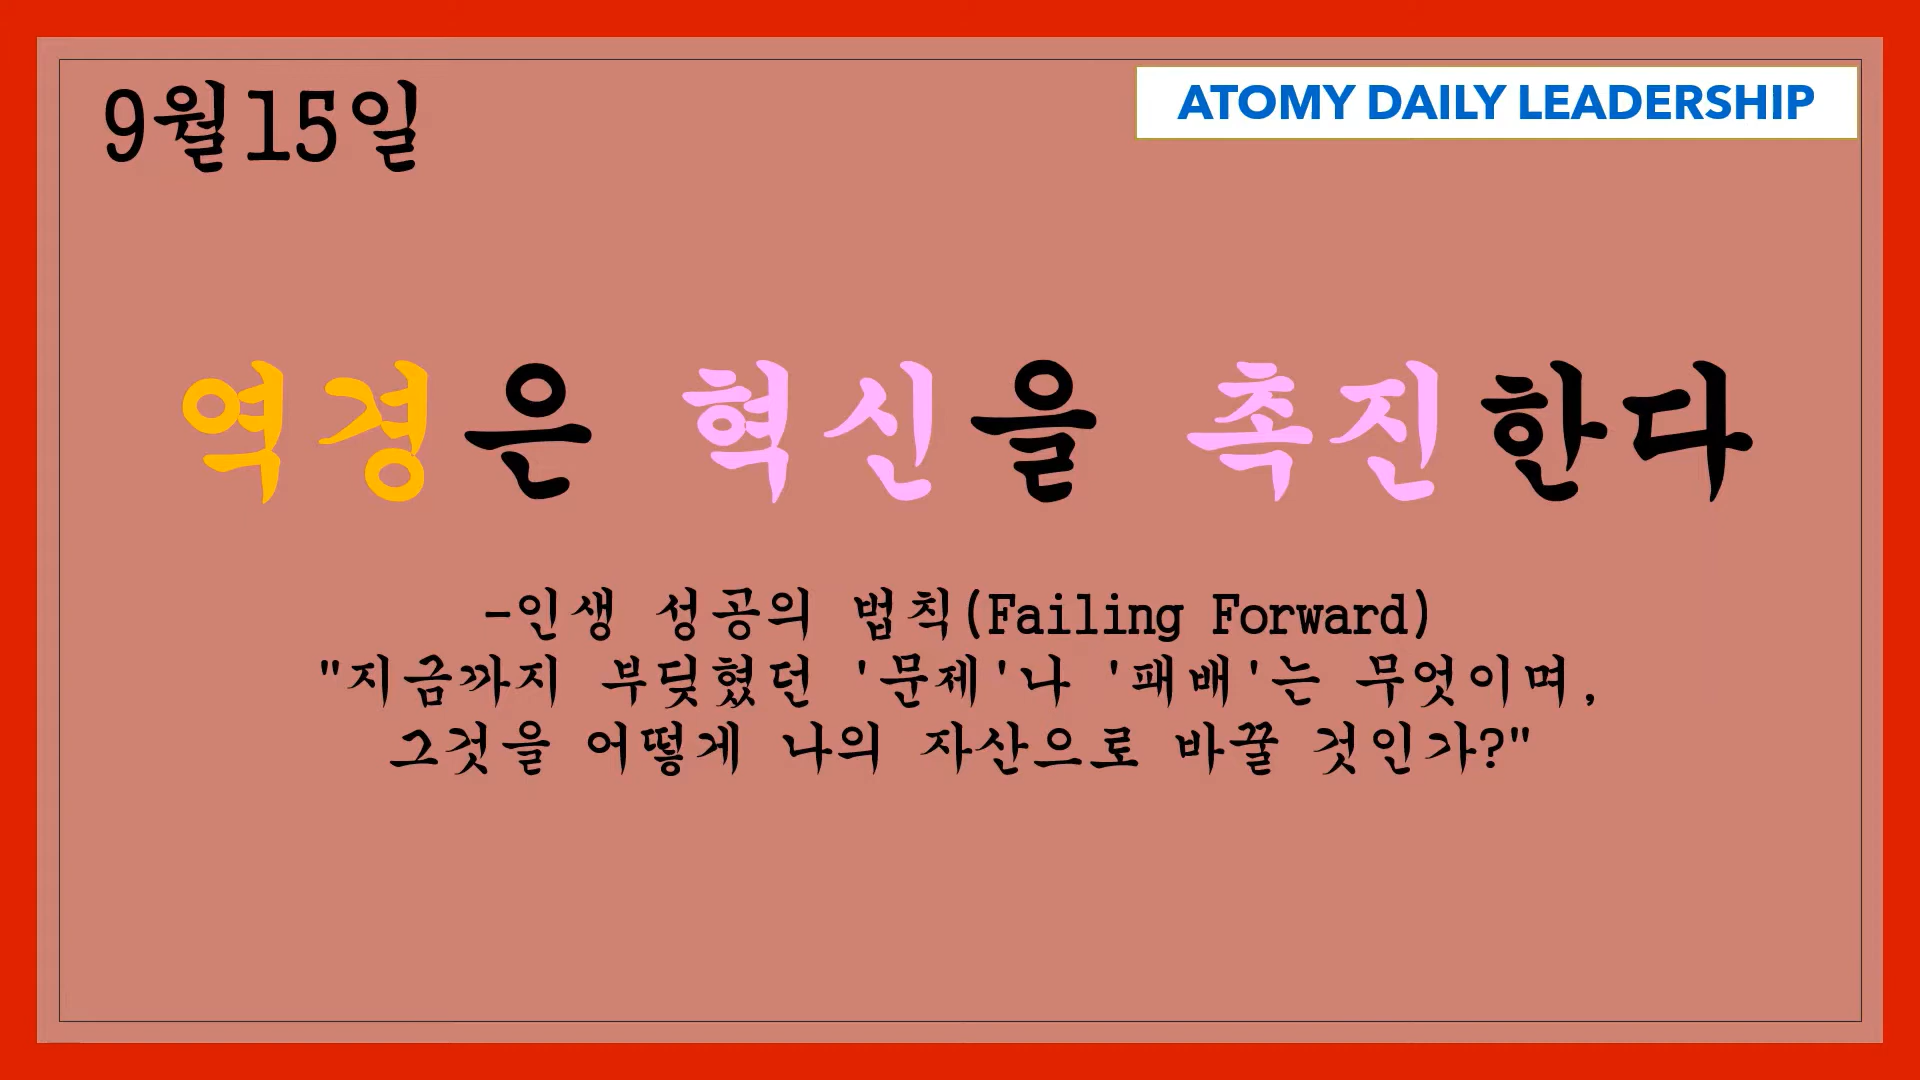 9월15일
ATOMY DAILY LEADERSHIP
역경은 혁신을 촉진한다
-인생 성공의 법칙(Failing Forward)
"지금까지 부딪혔던 '문제'나 '패배'는 무엇이며,
그것을 어떻게 나의 자산으로 바꿀 것인가?"